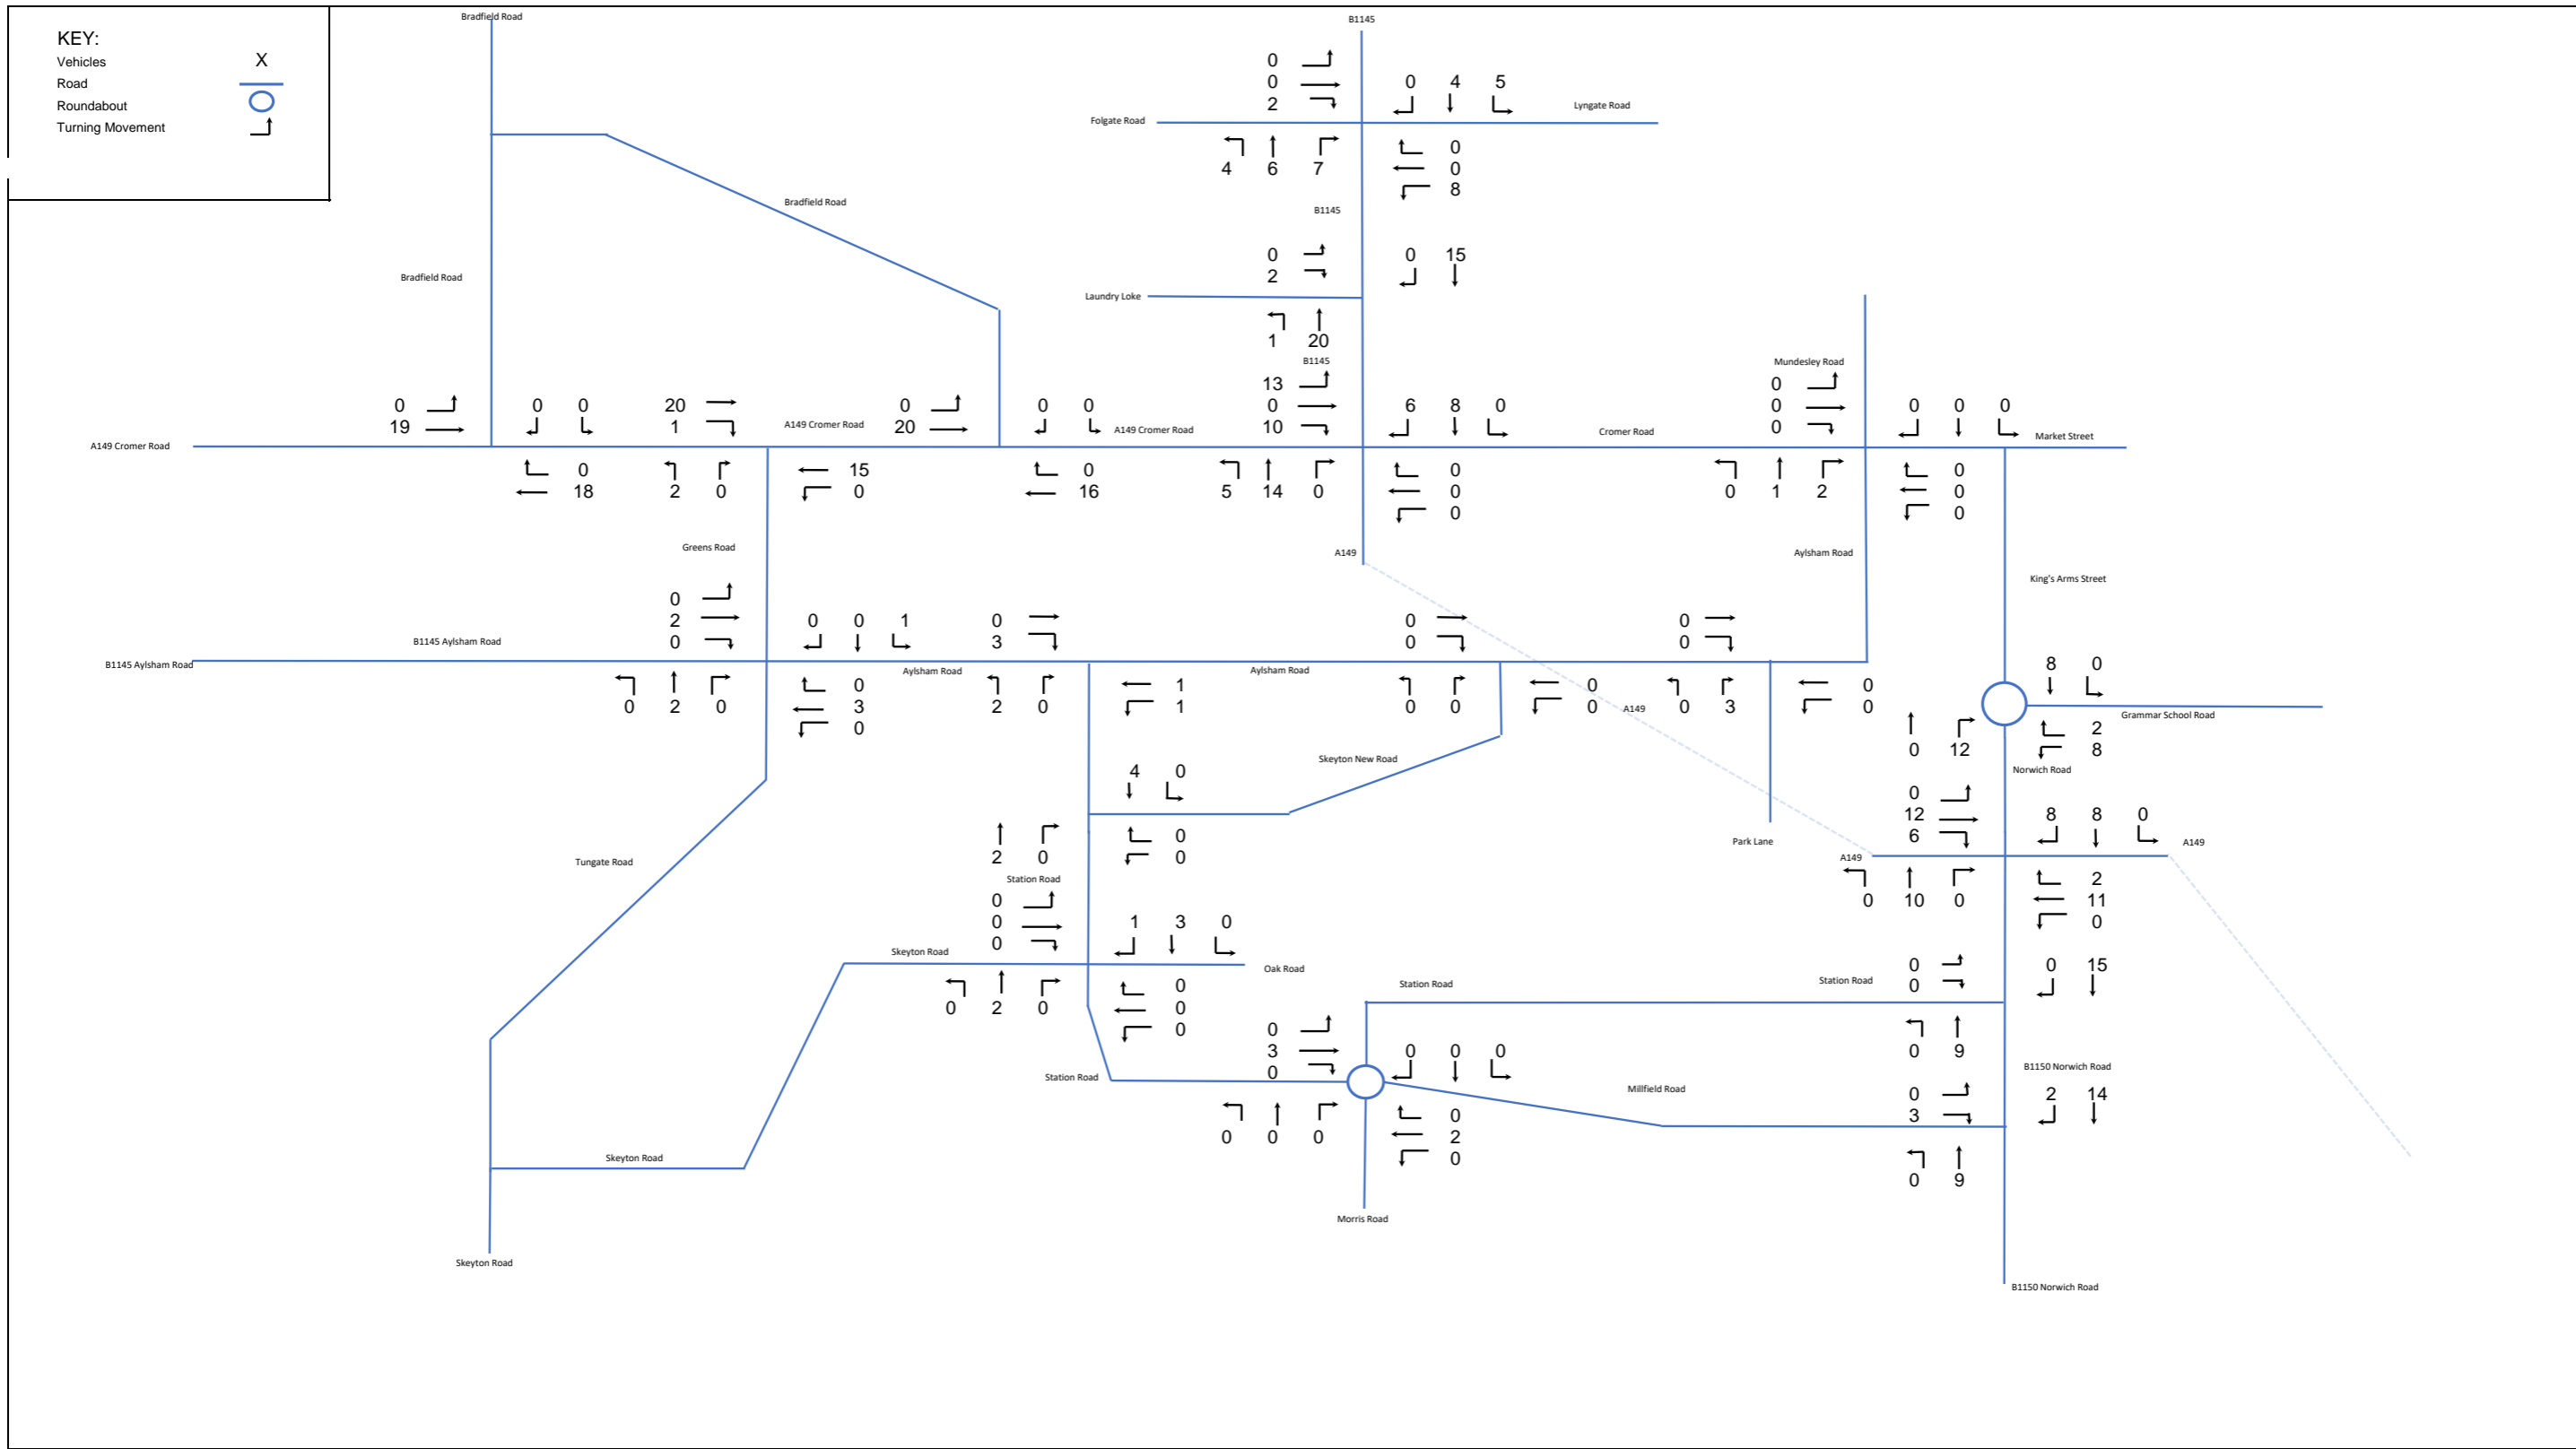 Bradfield Road
B1145
KEY:
Vehicles X
Road
Roundabout
Turning Movement
0
0
2
0 4 5
Lyngate Road
Folgate Road
4 6 7
0
0
8
Bradfield Road
B1145
Bradfield Road
0
2
0 15
Laundry Loke
1 20
B1145
Mundesley Road
13
0
10
0
0
0
0
19
0 0
20
1
A149 Cromer Road
0
20
0 0
A149 Cromer Road
6 8 0
Cromer Road
0 0 0
Market Street
A149 Cromer Road
0
18
2 0
15
0
0
16
5 14 0
0
0
0
0 1 2
0
0
0
Greens Road
A149
Aylsham Road
King's Arms Street
0
2
0
B1145 Aylsham Road
0 0 1
0
3
0
0
0
0
B1145 Aylsham Road
Aylsham Road
Aylsham Road
8 0
0 2 0
0
3
0
2 0
1
1
0 0
0
0
A149
0 3
0
0
Grammar School Road
0 12
2
8
Skeyton New Road
Norwich Road
4 0
0
12
6
8 8 0
Tungate Road
2 0
0
0
Park Lane
A149
A149
Station Road
0 10 0
2
11
0
0
0
0
1 3 0
Skeyton Road
Oak Road
0 2 0
0
0
0
Station Road
Station Road
0
0
0 15
0
3
0
0 0 0
0 9
Station Road
B1150 Norwich Road
Millfield Road
0
3
2 14
0 0 0
0
2
0
Skeyton Road
0 9
Morris Road
Skeyton Road
B1150 Norwich Road